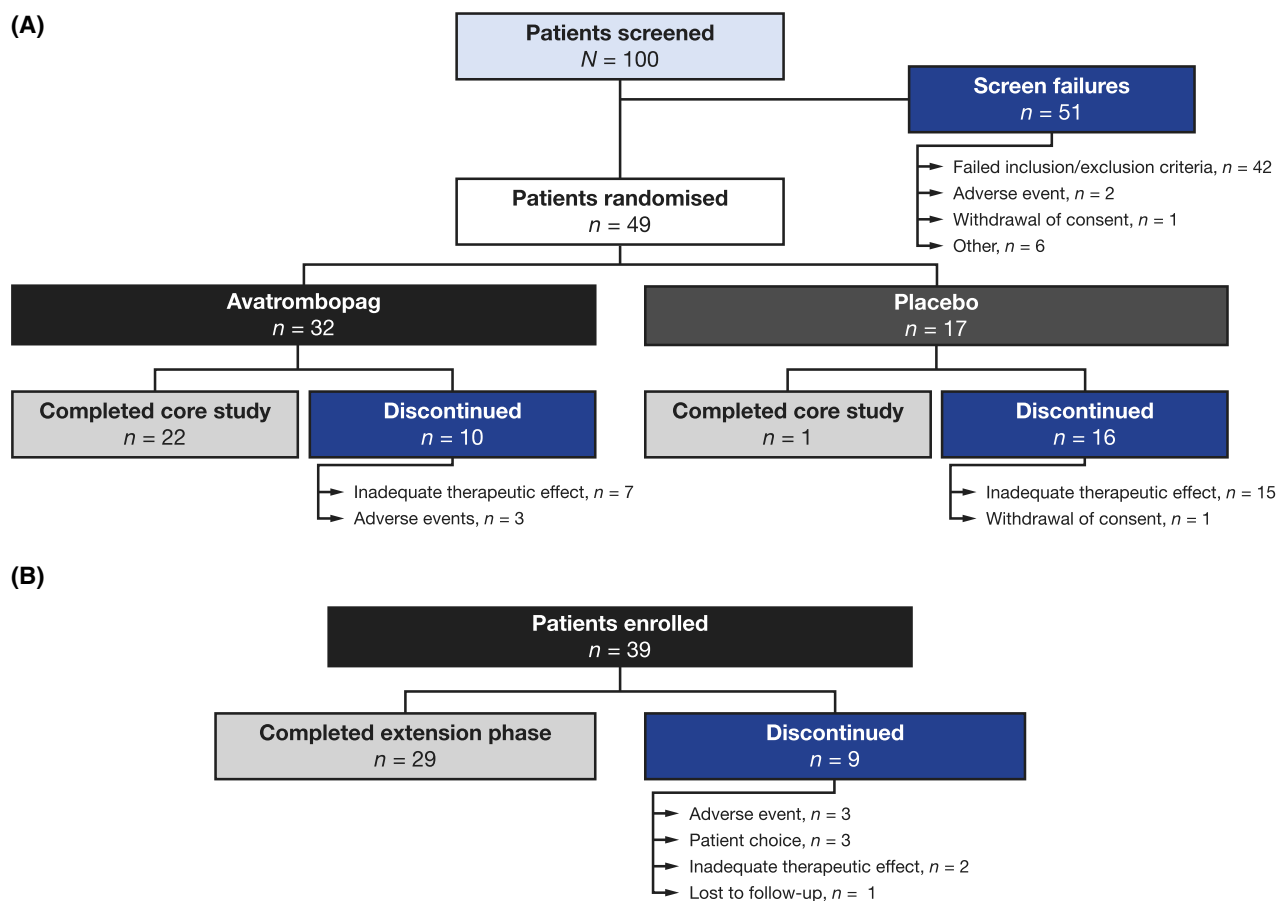 (A)
Patients screened
N = 100
Screen failures
n = 51
Failed inclusion/exclusion criteria, n = 42
Adverse event, n = 2
Withdrawal of consent, n = 1
Other, n = 6
Patients randomised
n = 49
Avatrombopag
n = 32
Placebo
n = 17
Completed core study
n = 22
Discontinued
n = 10
Inadequate therapeutic effect, n = 7
Adverse events, n = 3
Completed core study
n = 1
Discontinued
n = 16
Inadequate therapeutic effect, n = 15
Withdrawal of consent, n = 1
(B)
Patients enrolled
n = 39
Completed extension phase
n = 29
Discontinued
n = 9
Adverse event, n = 3
Patient choice, n = 3
Inadequate therapeutic effect, n = 2
Lost to follow-up, n = 1